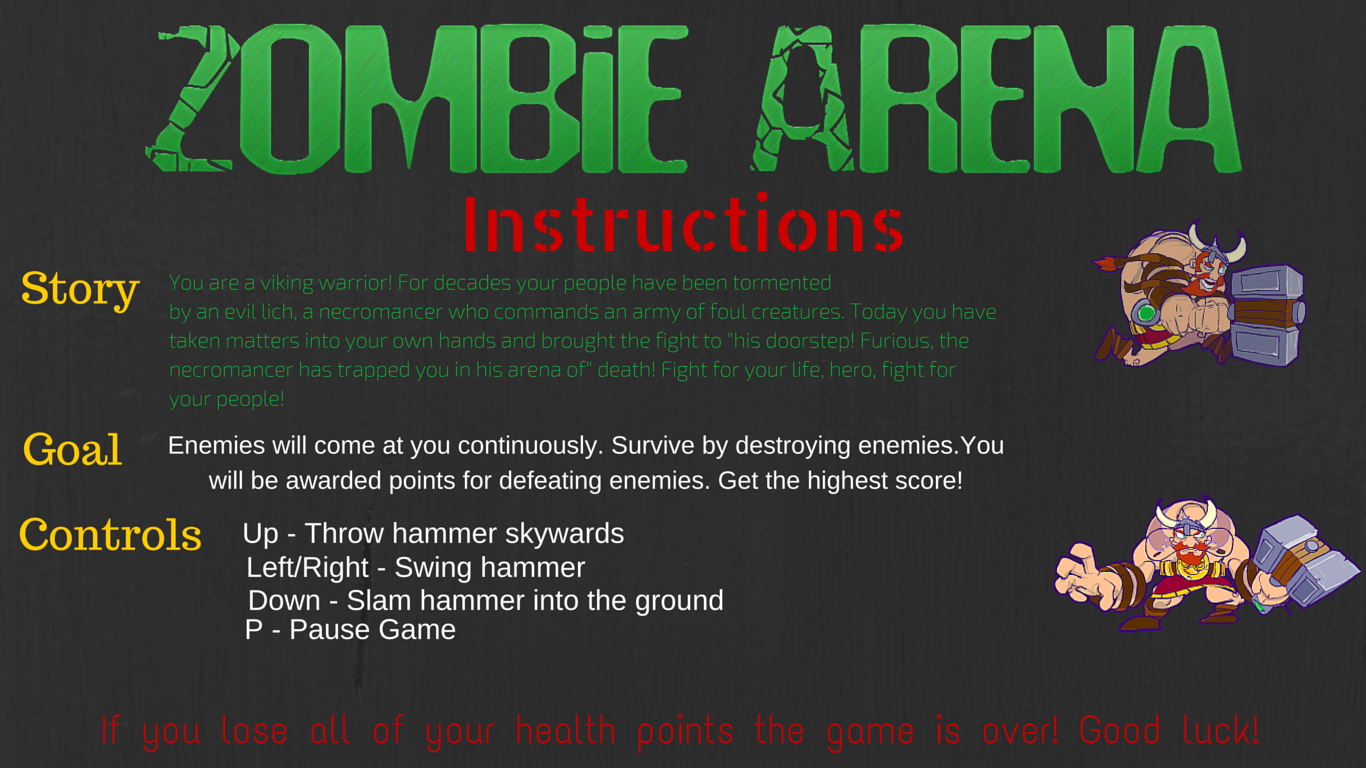 ZOMBiE ARENA
Instructions
Story
You are a viking warrior! For decades your people have been tormented
by an evil lich, a necromancer who commands an army of foul creatures. Today you have
taken matters into your own hands and brought the fight to "his doorstep! Furious, the
necromancer has trapped you in his arena of" death! Fight for your life, hero, fight for
your people!
Goal
Enemies will come at you continuously. Survive by destroying enemies.You
will be awarded points for defeating enemies. Get the highest score!
Controls
Up - Throw hammer skywards
Left/Right - Swing hammer
Down - Slam hammer into the ground
P - Pause Game
If you lose all of your health points the game is over! Good luck!